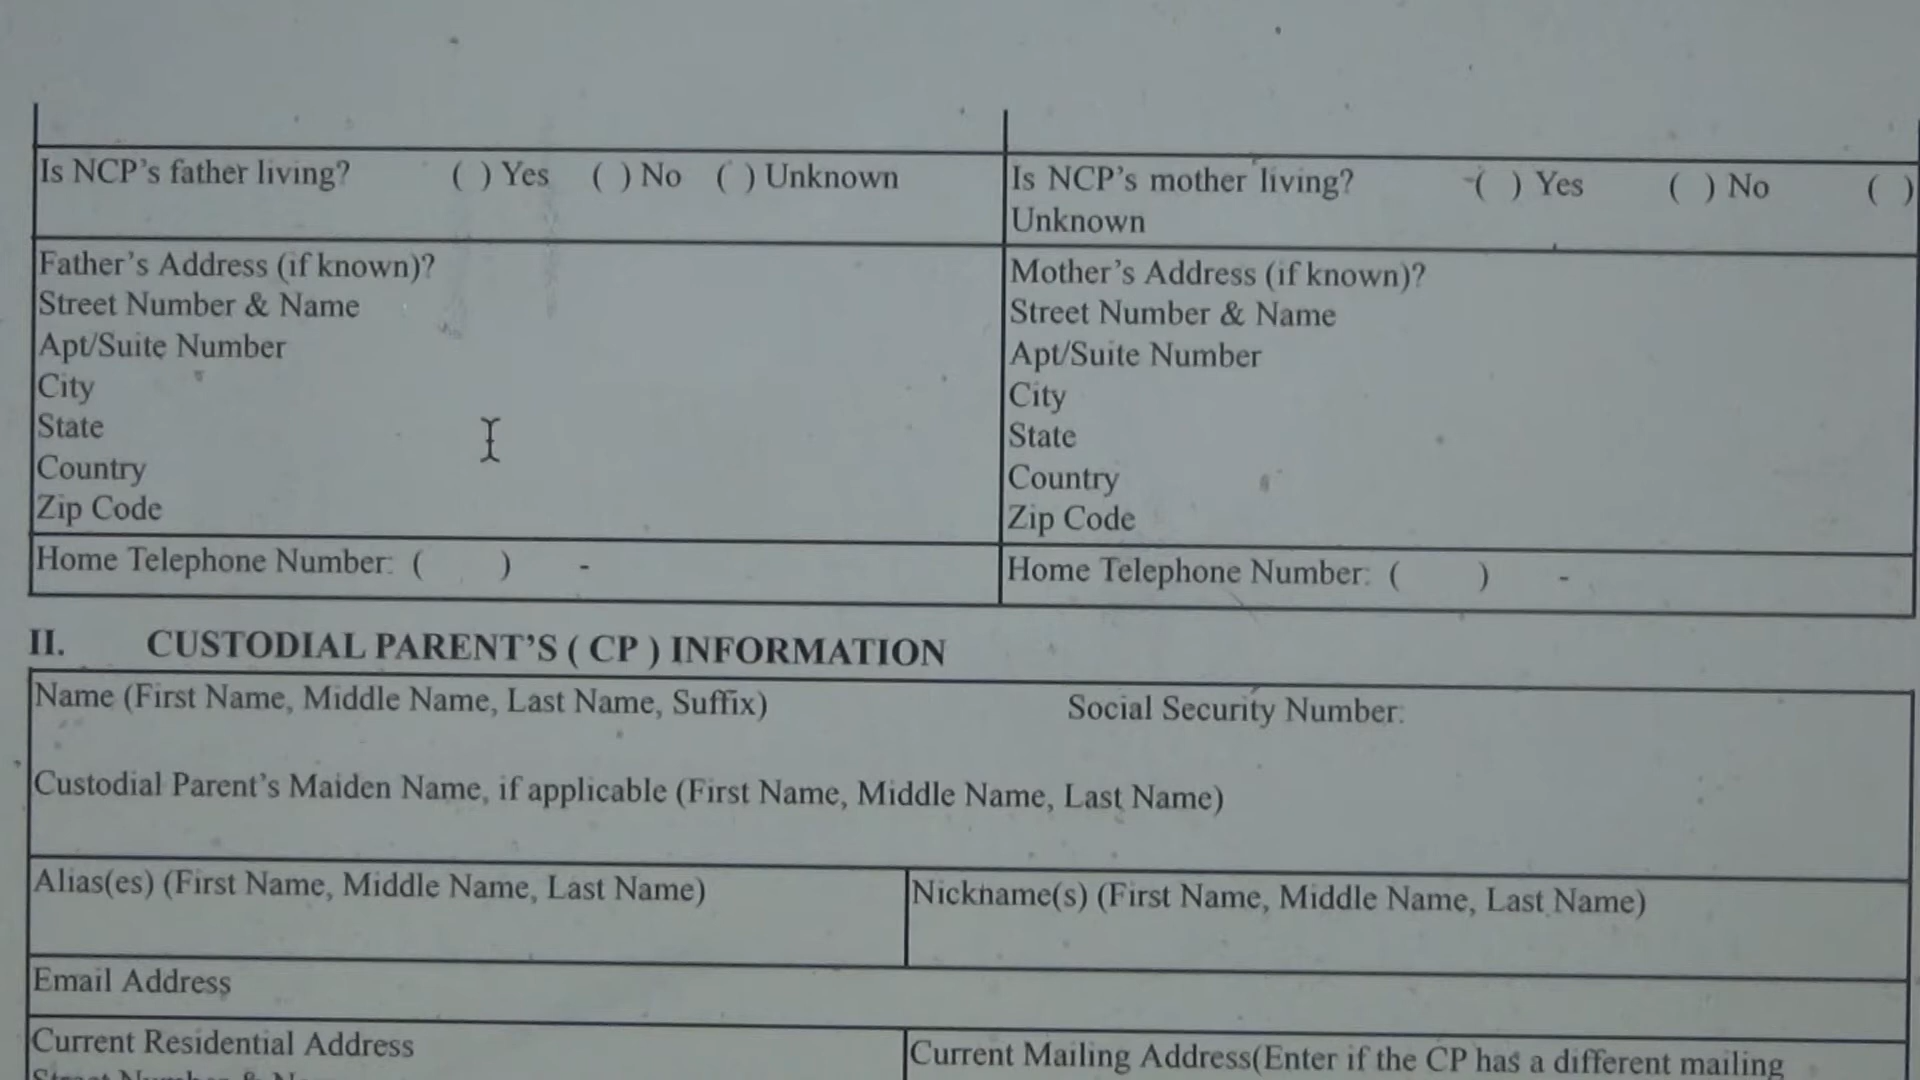 Is NCP's father living? ( ) Yes ( ) No ( ) Unknown
Is NCP's mother living? ( ) Yes ( ) No ( )
Unknown
Father's Address (if known)?
Street Number & Name
Apt/Suite Number
City
State
Country
Zip Code
Mother's Address (if known)?
Street Number & Name
Apt/Suite Number
City
State
Country
Zip Code
Home Telephone Number: ( ) -
Home Telephone Number: ( ) -
II. CUSTODIAL PARENT'S ( CP ) INFORMATION
Name (First Name, Middle Name, Last Name, Suffix)
Social Security Number:
Custodial Parent's Maiden Name, if applicable (First Name, Middle Name, Last Name)
Alias(es) (First Name, Middle Name, Last Name)
Nickname(s) (First Name, Middle Name, Last Name)
Email Address
Current Residential Address
Current Mailing Address(Enter if the CP has a different mailing